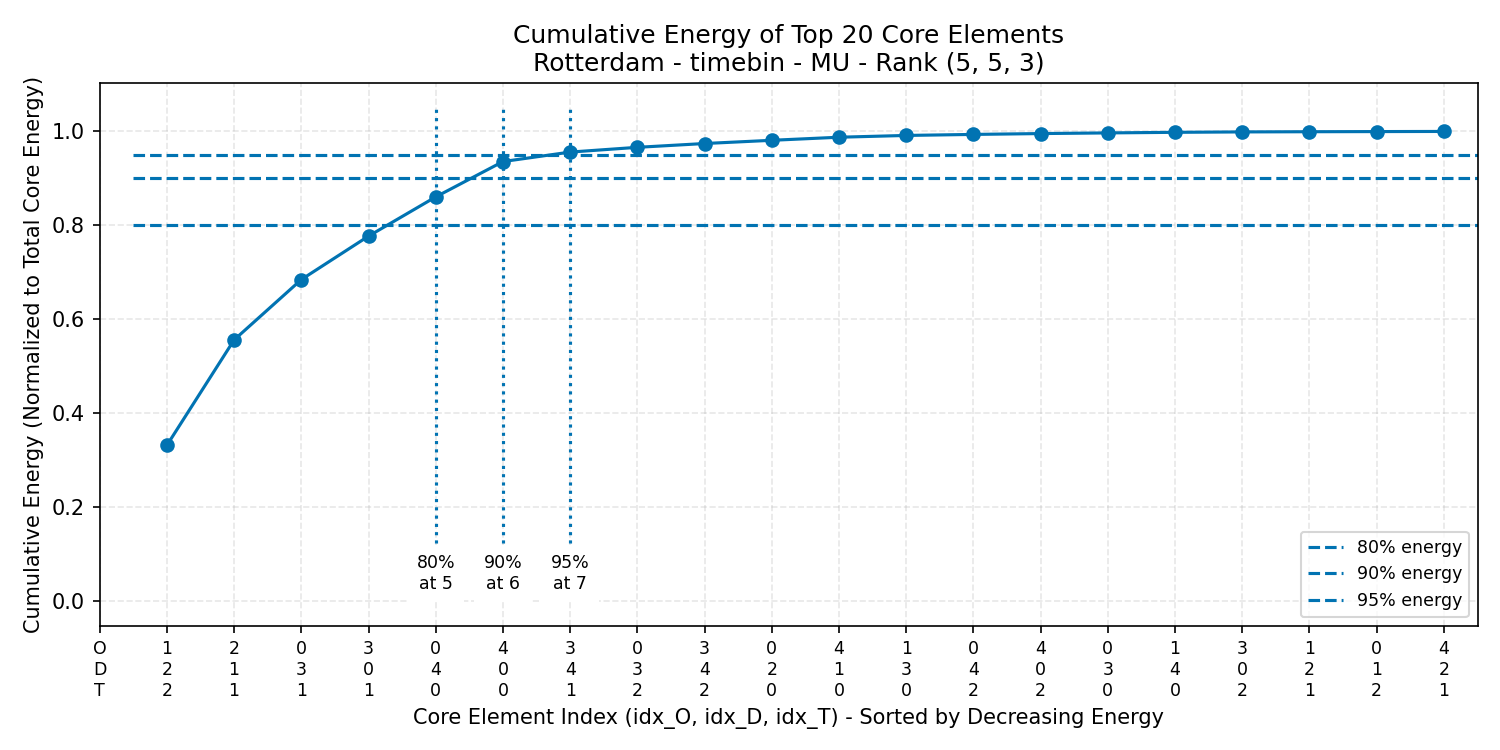 Cumulative Energy of Top 20 Core Elements
Rotterdam - timebin - MU - Rank (5, 5, 3)
Cumulative Energy (Normalized to Total Core Energy)
1.0
0.8
0.6
0.4
0.2
0.0
80% at 5
90% at 6
95% at 7
80% energy
90% energy
95% energy
O 1 2 0 3 0 4 3 0 3 0 4 1 0 4 0 1 3 1 0 4
D 2 1 3 0 4 0 4 3 4 2 1 3 4 0 3 4 0 2 1 2
T 2 1 1 1 0 0 1 2 2 0 0 0 2 2 0 0 2 1 2 1
Core Element Index (idx_O, idx_D, idx_T) - Sorted by Decreasing Energy